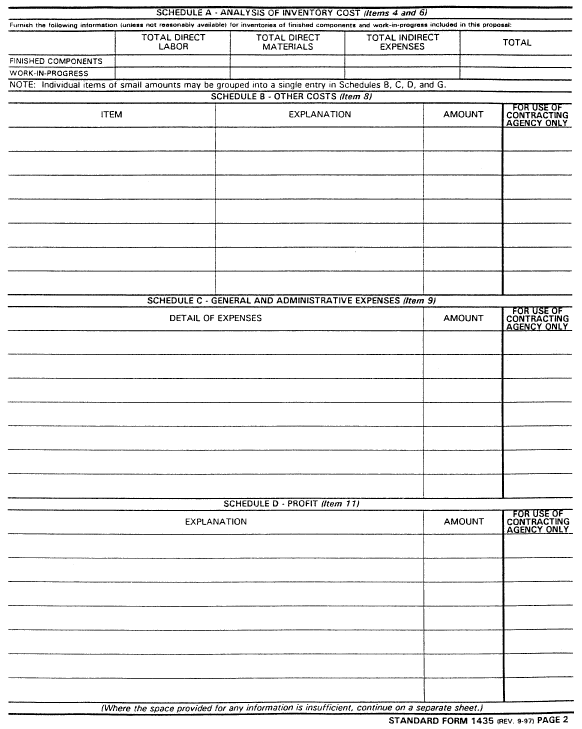 SCHEDULE A - ANALYSIS OF INVENTORY COST (Items 4 and 6)
Furnish the following information (unless not reasonably available) for inventories of finished components and work-in-progress included in this proposal:
TOTAL DIRECT LABOR
TOTAL DIRECT MATERIALS
TOTAL INDIRECT EXPENSES
TOTAL
FINISHED COMPONENTS
WORK-IN-PROGRESS
NOTE: Individual items of small amounts may be grouped into a single entry in Schedules B, C, D, and G.
SCHEDULE B - OTHER COSTS (Item 8)
ITEM
EXPLANATION
AMOUNT
FOR USE OF
CONTRACTING
AGENCY ONLY
SCHEDULE C - GENERAL AND ADMINISTRATIVE EXPENSES (Item 9)
DETAIL OF EXPENSES
AMOUNT
FOR USE OF
CONTRACTING
AGENCY ONLY
SCHEDULE D - PROFIT (Item 11)
EXPLANATION
AMOUNT
FOR USE OF
CONTRACTING
AGENCY ONLY
(Where the space provided for any information is insufficient, continue on a separate sheet.)
STANDARD FORM 1435 (REV. 9-97) PAGE 2